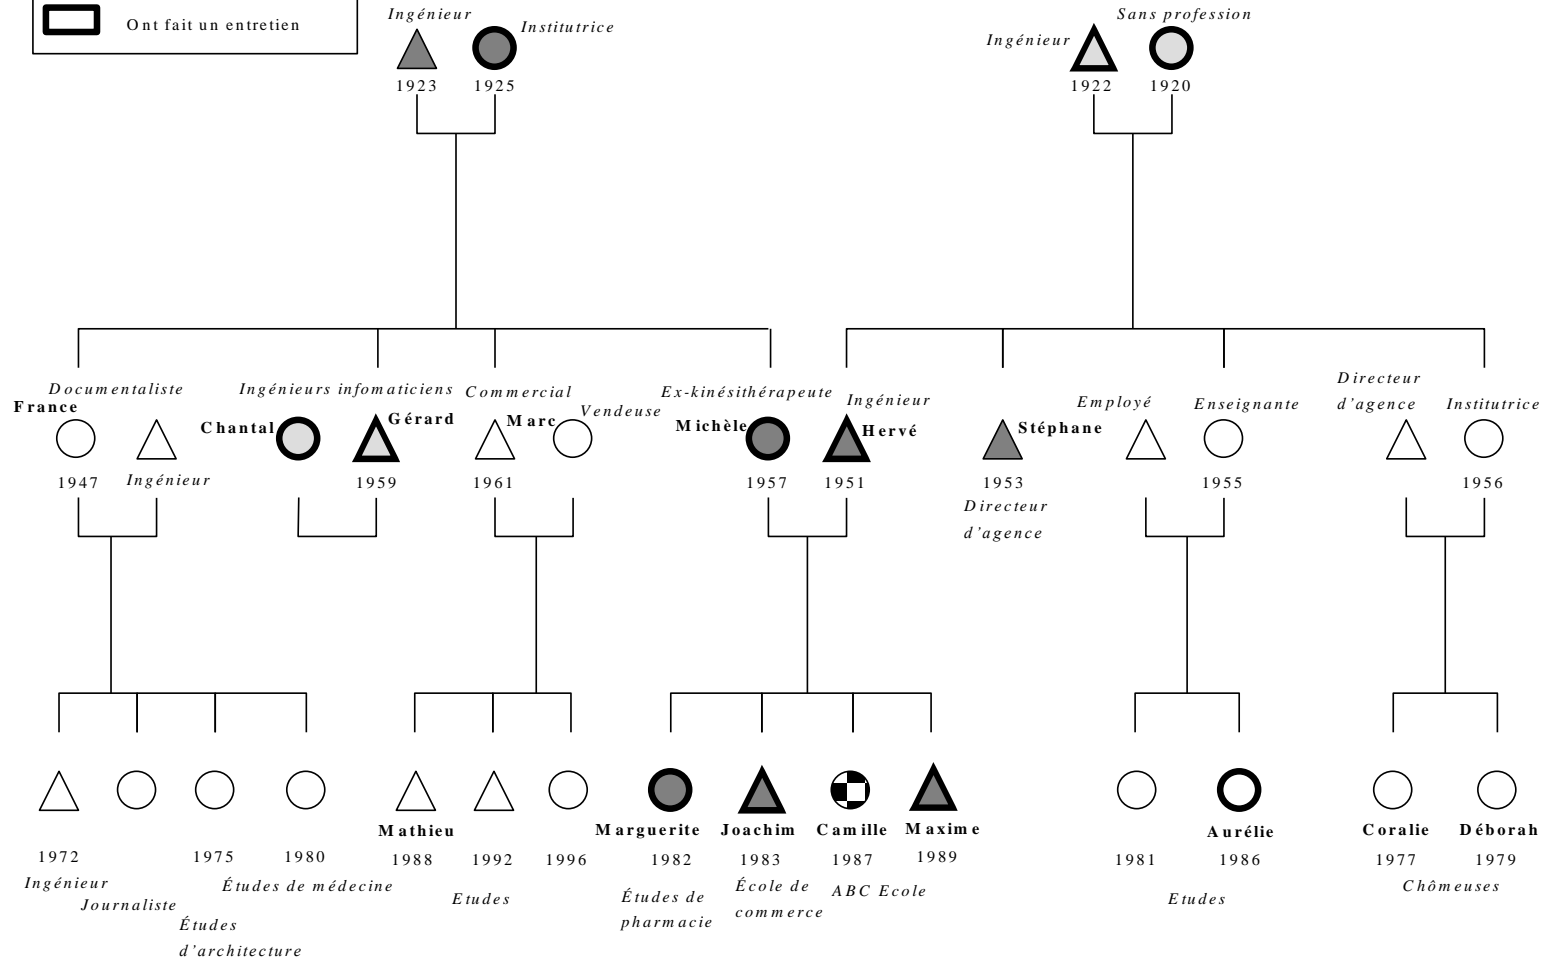 Ont fait un entretien
Ingénieur
Institutrice
1923
1925
Sans profession
Ingénieur
1922
1920
Documentaliste
France
1947
Ingénieur
Ingénieurs infomaticiens
Chantal
Gérard
1959
Commercial
Marc
Vendeuse
1961
Ex-kinésithérapeute
Michèle
1957
Ingénieur
Hervé
1951
Stéphane
1953
Directeur
d’agence
Employé
Enseignante
1955
Directeur
d’agence
Institutrice
1956
1972
Ingénieur
Journaliste
1975
Études
d’architecture
1980
Études de médecine
Mathieu
1988
1992
1996
Etudes
Marguerite
1982
Études de
pharmacie
Joachim
1983
École de
commerce
Camille
1987
ABC Ecole
Maxime
1989
1981
Aurélie
1986
Etudes
Coralie
1977
Déborah
1979
Chômeuses